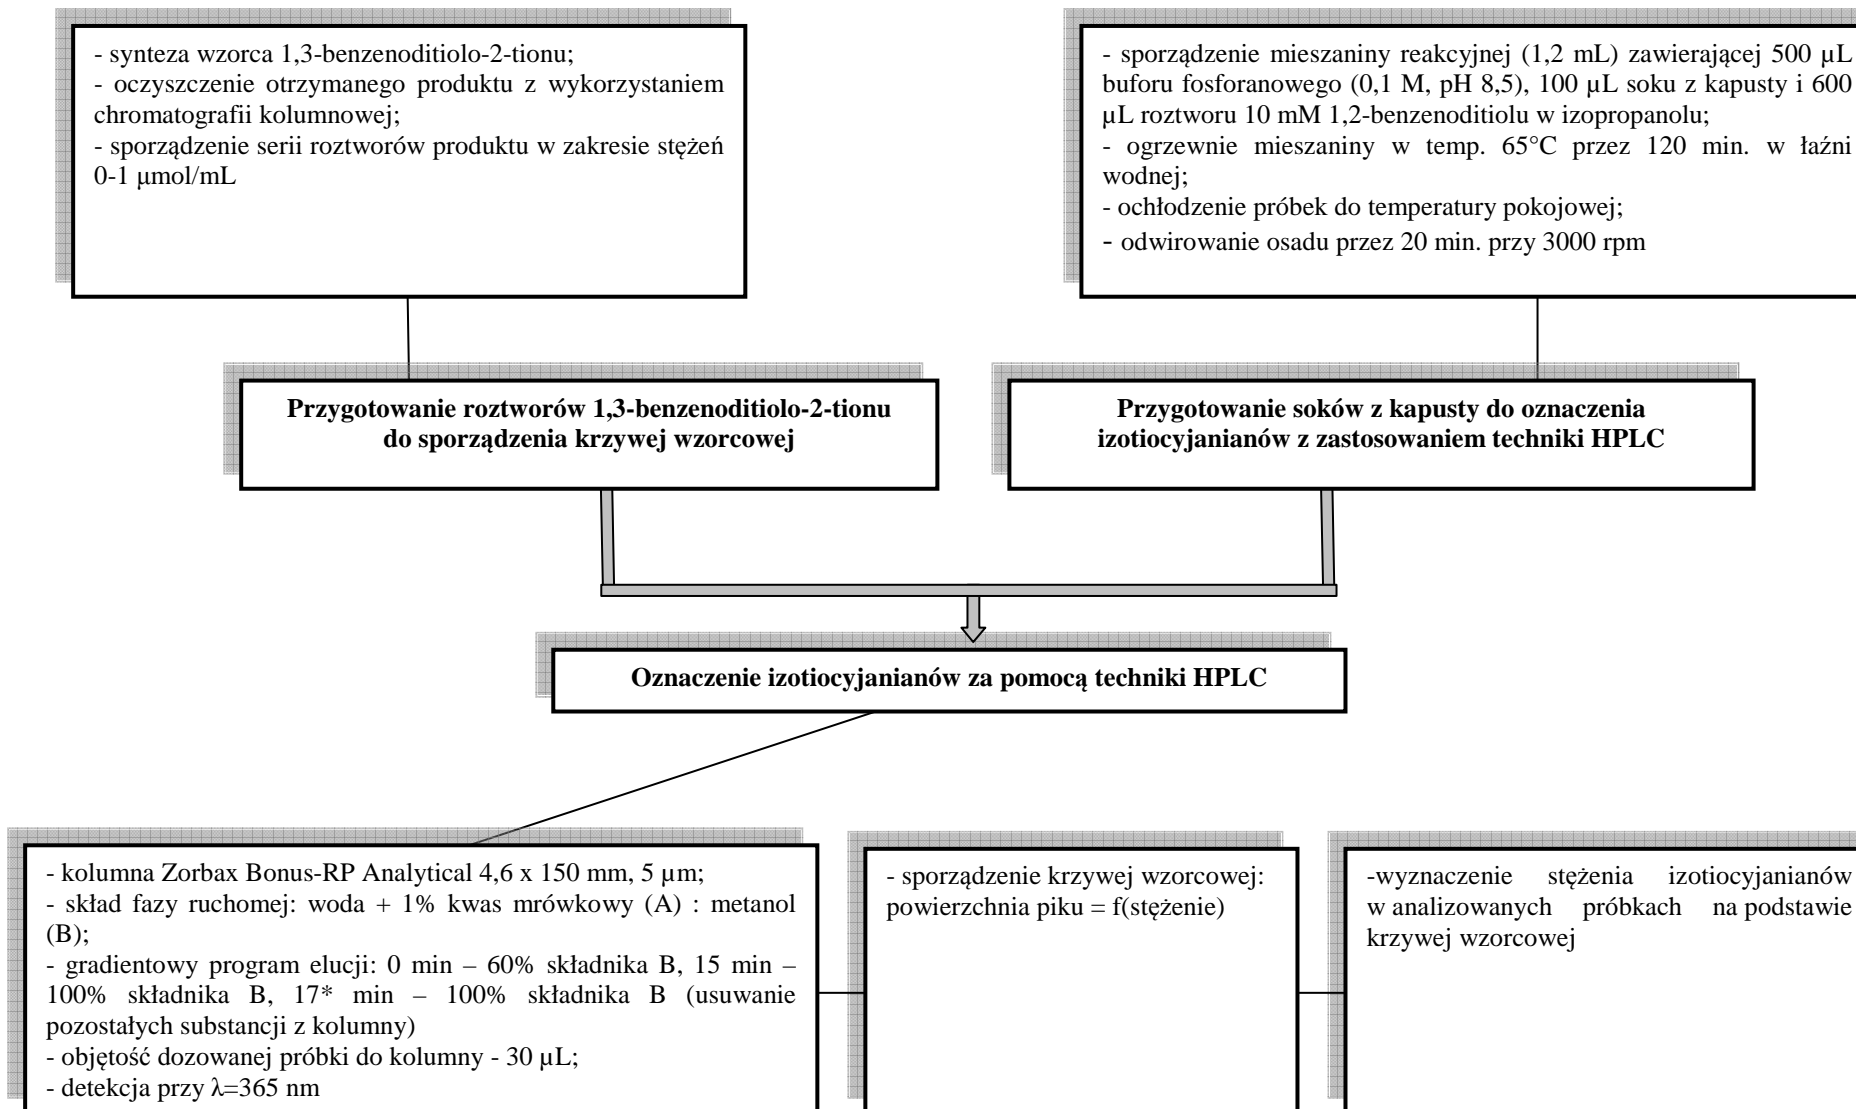 - synteza wzorca 1,3-benzenoditiolo-2-tionu;
- oczyszczenie otrzymanego produktu z wykorzystaniem
chromatografii kolumnowej;
- sporządzenie serii roztworów produktu w zakresie stężeń
0-1 μmol/mL
- sporządzenie mieszaniny reakcyjnej (1,2 mL) zawierającej 500 μL
buforu fosforanowego (0,1 M, pH 8,5), 100 μL soku z kapusty i 600
μL roztworu 10 mM 1,2-benzenoditiolu w izopropanolu;
- ogrzewnie mieszaniny w temp. 65°C przez 120 min. w łaźni
wodnej;
- ochłodzenie próbek do temperatury pokojowej;
- odwirowanie osadu przez 20 min. przy 3000 rpm
Przygotowanie roztworów 1,3-benzenoditiolo-2-tionu
do sporządzenia krzywej wzorcowej
Przygotowanie soków z kapusty do oznaczenia
izotiocyjanianów z zastosowaniem techniki HPLC
Oznaczenie izotiocyjanianów za pomocą techniki HPLC
- kolumna Zorbax Bonus-RP Analytical 4,6 x 150 mm, 5 μm;
- skład fazy ruchomej: woda + 1% kwas mrówkowy (A) : metanol
(B);
- gradientowy program elucji: 0 min – 60% składnika B, 15 min –
100% składnika B, 17* min – 100% składnika B (usuwanie
pozostałych substancji z kolumny)
- objętość dozowanej próbki do kolumny - 30 μL;
- detekcja przy λ=365 nm
- sporządzenie krzywej wzorcowej:
powierzchnia piku = f(stężenie)
-wyznaczenie stężenia izotiocyjanianów
w analizowanych próbkach na podstawie
krzywej wzorcowej